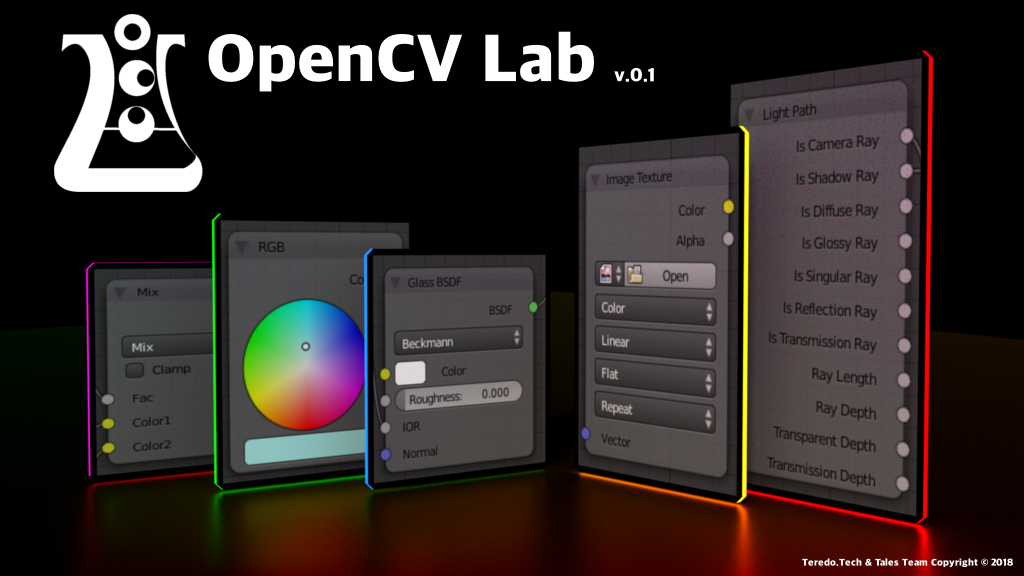 OpenCV Lab v.0.1
Mix
Mix
Clamp
Fac
Color1
Color2
RGB
Co
Glass BSDF
BSDF
Beckmann
Color
Roughness: 0.000
IOR
Normal
Image Texture
Color
Alpha
Open
Color
Linear
Flat
Repeat
Vector
Light Path
Is Camera Ray
Is Shadow Ray
Is Diffuse Ray
Is Glossy Ray
Is Singular Ray
Is Reflection Ray
Is Transmission Ray
Ray Length
Ray Depth
Transparent Depth
Transmission Depth
Teredo.Tech & Tales Team Copyright © 2018